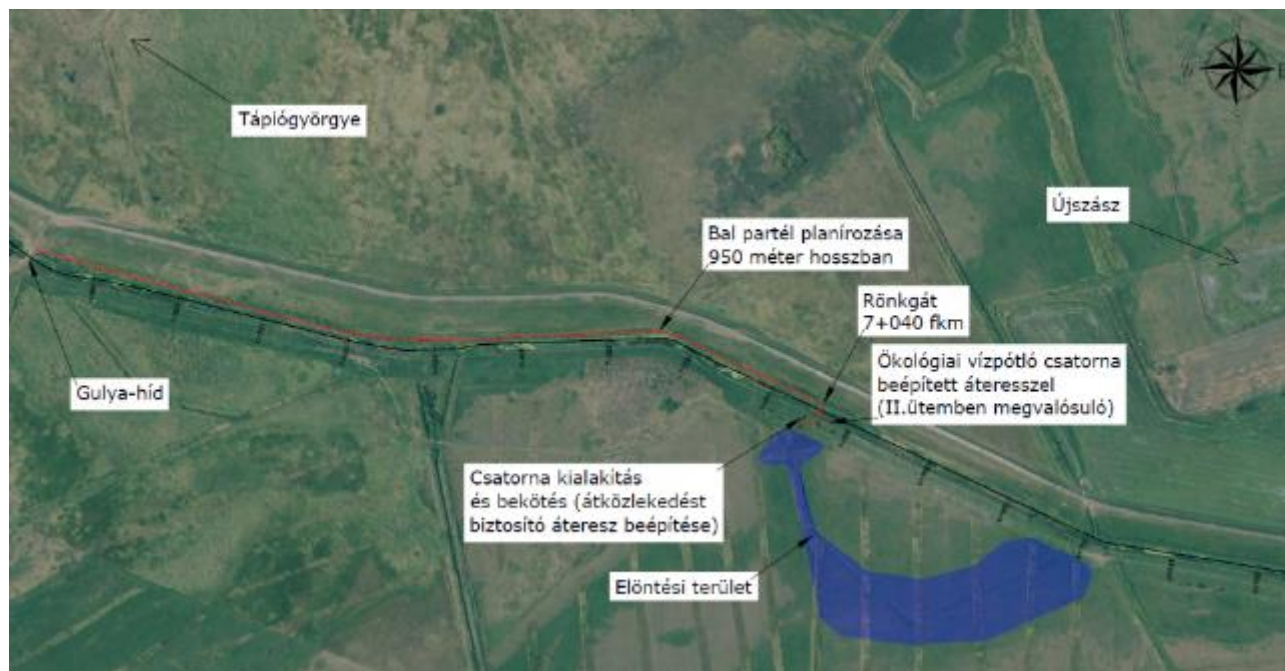 Tápiógyörgye
Újszász
Bal partél planírozása
950 méter hosszban
Rönkgát
7+040 fkm
Ökológiai vízpótló csatorna
beépített áteresszel
(II.ütemben megvalósuló)
Gulya-híd
Csatorna kialakítás
és bekötés (átközlekedést
biztosító áteresz beépítése)
Elöntési terület